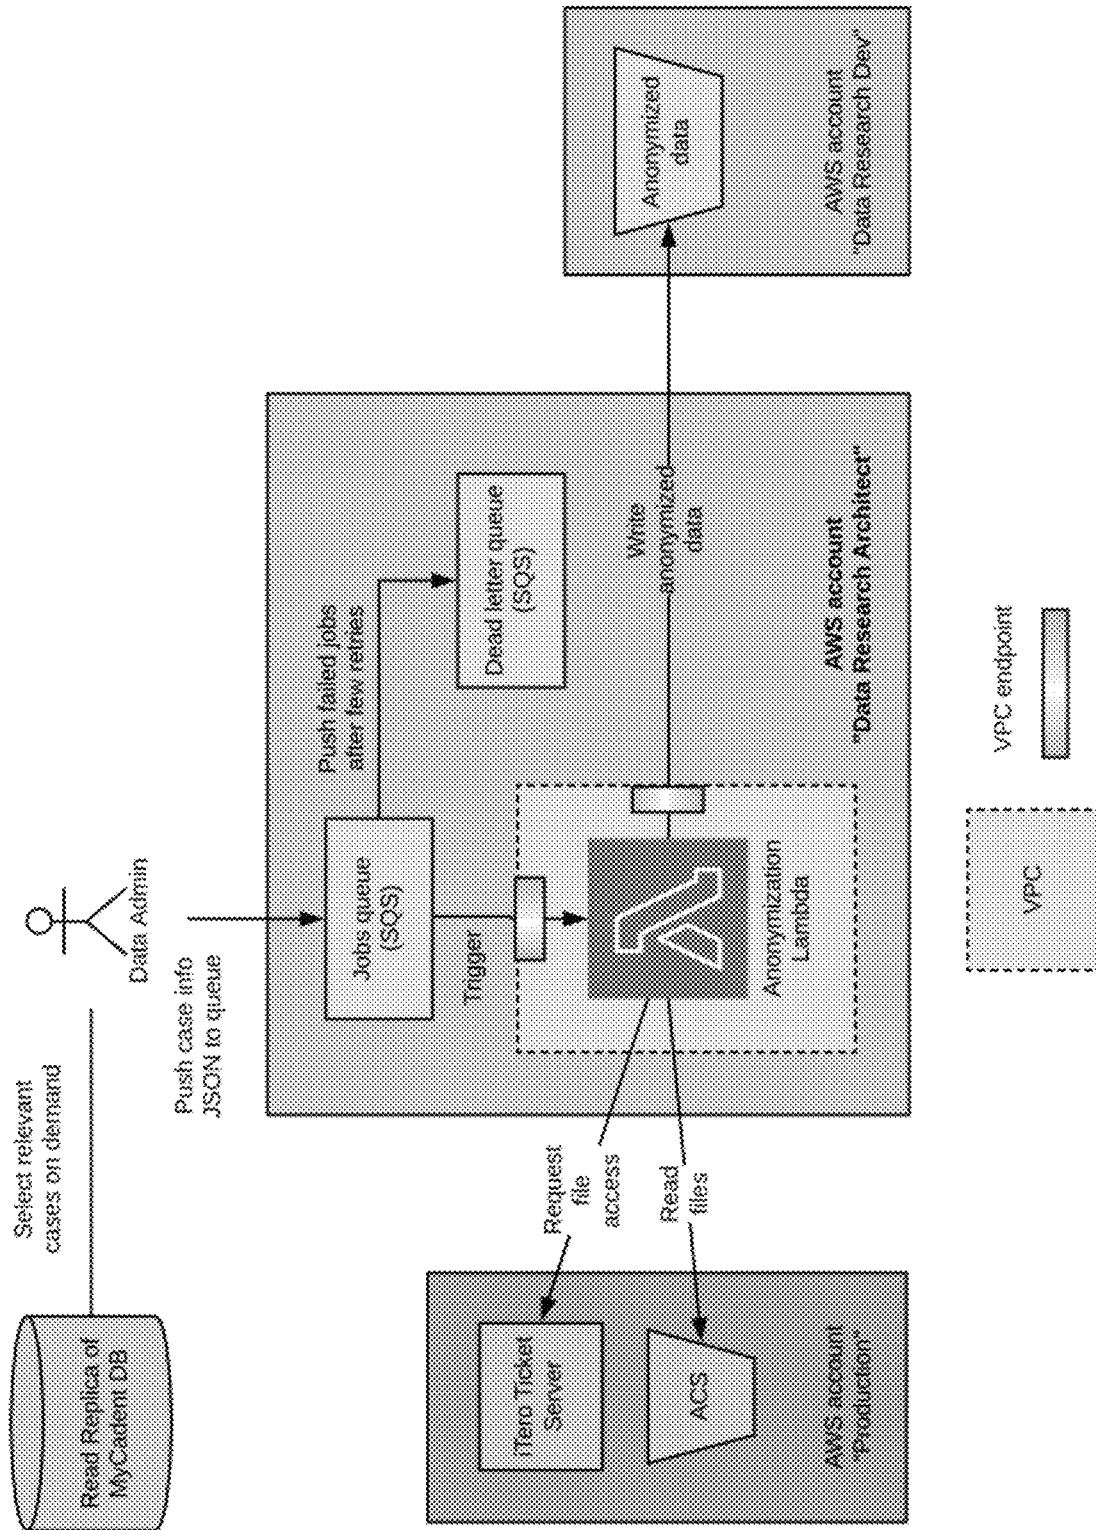 Read Replica of
MyCadent DB
Select relevant
cases on demand
Data Admin
Push case info
JSON to queue
Jobs queue
(SQS)
Push failed jobs
after few retries
Dead letter queue
(SQS)
Trigger
Anonymization
Lambda
Request
file
access
Read
files
iTero Ticket
Server
ACS
AWS account
"Production"
Write
anonymized
data
AWS account
"Data Research Architect"
Anonymized
data
AWS account
"Data Research Dev"
VPC
VPC endpoint